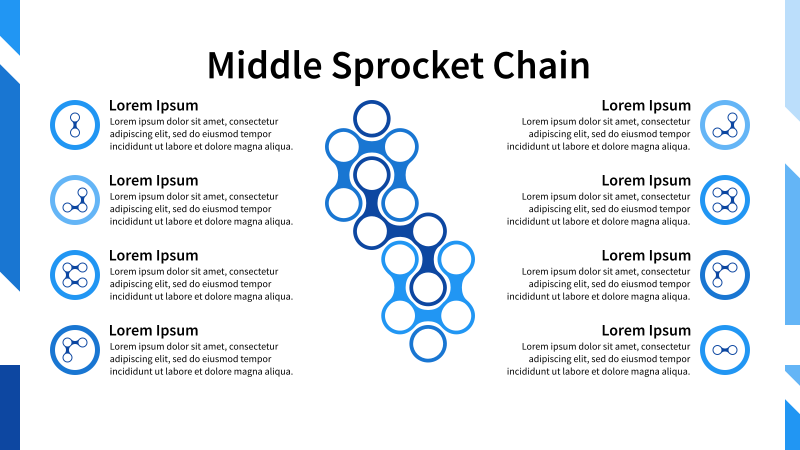 Middle Sprocket Chain
Lorem Ipsum
Lorem ipsum dolor sit amet, consectetur
adipiscing elit, sed do eiusmod tempor
incididunt ut labore et dolore magna aliqua.
Lorem Ipsum
Lorem ipsum dolor sit amet, consectetur
adipiscing elit, sed do eiusmod tempor
incididunt ut labore et dolore magna aliqua.
Lorem Ipsum
Lorem ipsum dolor sit amet, consectetur
adipiscing elit, sed do eiusmod tempor
incididunt ut labore et dolore magna aliqua.
Lorem Ipsum
Lorem ipsum dolor sit amet, consectetur
adipiscing elit, sed do eiusmod tempor
incididunt ut labore et dolore magna aliqua.
Lorem Ipsum
Lorem ipsum dolor sit amet, consectetur
adipiscing elit, sed do eiusmod tempor
incididunt ut labore et dolore magna aliqua.
Lorem Ipsum
Lorem ipsum dolor sit amet, consectetur
adipiscing elit, sed do eiusmod tempor
incididunt ut labore et dolore magna aliqua.
Lorem Ipsum
Lorem ipsum dolor sit amet, consectetur
adipiscing elit, sed do eiusmod tempor
incididunt ut labore et dolore magna aliqua.
Lorem Ipsum
Lorem ipsum dolor sit amet, consectetur
adipiscing elit, sed do eiusmod tempor
incididunt ut labore et dolore magna aliqua.